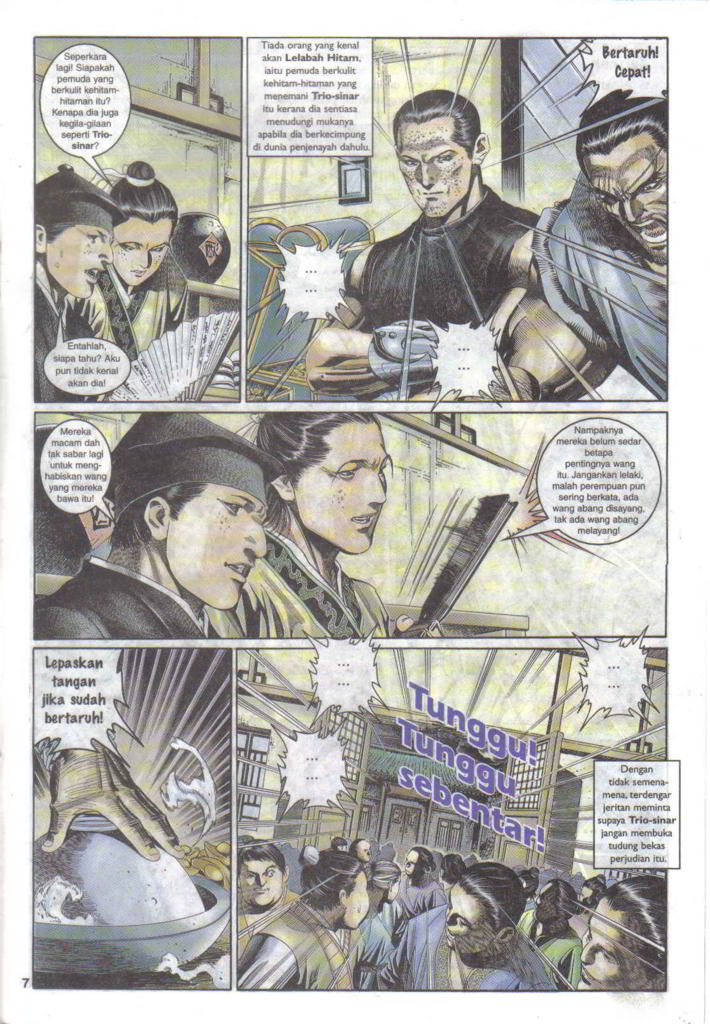 Seperkara
lagi! Siapakah
pemuda yang
berkulit kehitam-
hitaman itu?
Kenapa dia juga
kegila-gilaan
seperti Trio-
sinar?
Entahlah,
siapa tahu? Aku
pun tidak kenal
akan dia!
Tiada orang yang kenal
akan Lelabah Hitam,
iaitu pemuda berkulit
kehitam-hitaman yang
menemani Trio-sinar
itu kerana dia sentiasa
menudungi mukanya
apabila dia berkecimpung
di dunia penjenayah dahulu.
...
...
...
...
Bertaruh!
Cepat!
Mereka
macam dah
tak sabar lagi
untuk meng-
habiskan wang
yang mereka
bawa itu!
Nampaknya
mereka belum sedar
betapa
pentingnya wang
itu. Jangankan lelaki,
malah perempuan pun
sering berkata, ada
wang abang disayang,
tak ada wang abang
melayang!
Lepaskan
tangan
jika sudah
bertaruh!
...
...
...
...
...
...
Tunggu!
Tunggu
sebentar!
Dengan
tidak semena-
mena, terdengar
jeritan meminta
supaya Trio-sinar
jangan membuka
tudung bekas
perjudian itu.
7